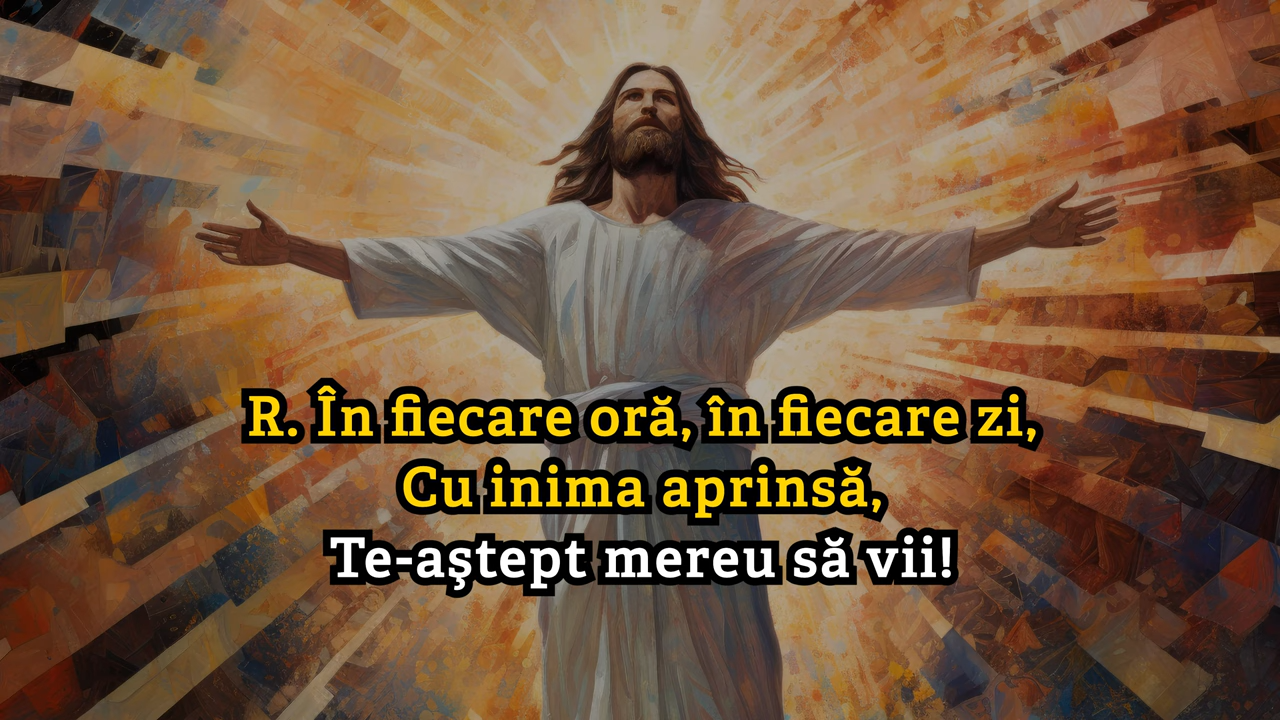 R. În fiecare oră, în fiecare zi,
Cu inima aprinsă,
Te-aştept mereu să vii!